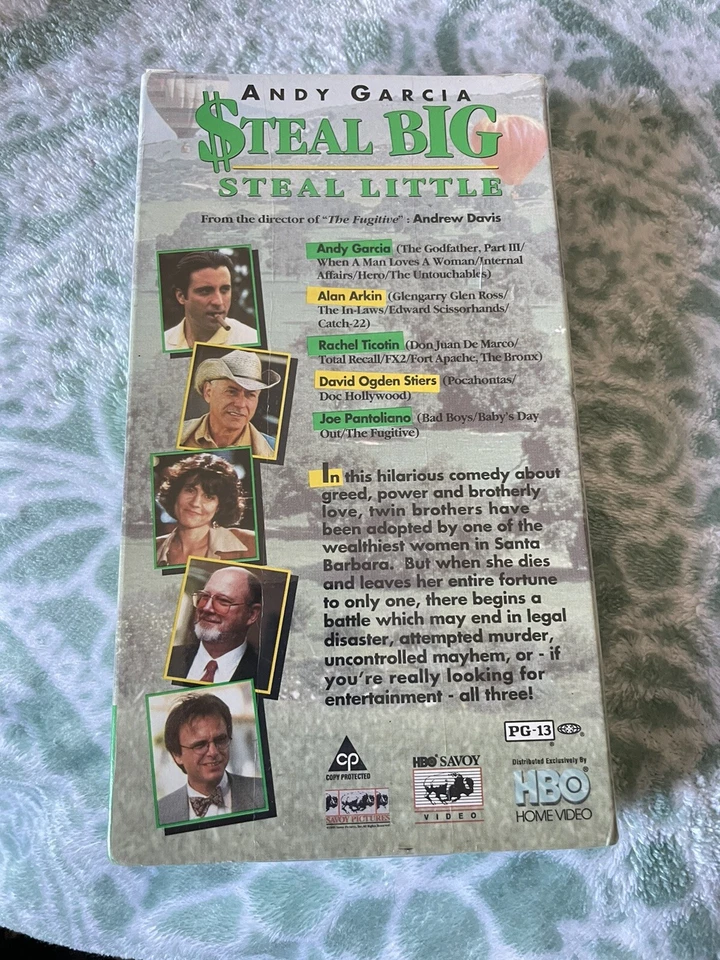 ANDY GARCIA
$TEAL BIG
STEAL LITTLE
From the director of "The Fugitive" : Andrew Davis
Andy Garcia (The Godfather, Part III/
When A Man Loves A Woman/Internal
Affairs/Hero/The Untouchables)
Alan Arkin (Glengarry Glen Ross/
The In-Laws/Edward Scissorhands/
Catch-22)
Rachel Ticotin (Don Juan De Marco/
Total Recall/FX2/Fort Apache, The Bronx)
David Ogden Stiers (Pocahontas/
Doc Hollywood)
Joe Pantoliano (Bad Boys/Baby's Day
Out/The Fugitive)
In this hilarious comedy about
greed, power and brotherly
love, twin brothers have
been adopted by one of the
wealthiest women in Santa
Barbara. But when she dies
and leaves her entire fortune
to only one, there begins a
battle which may end in legal
disaster, attempted murder,
uncontrolled mayhem, or - if
you're really looking for
entertainment - all three!
PG-13
CP
COPY PROTECTED
SAVOY PICTURES
HBO® SAVOY
VIDEO
Distributed Exclusively By
HBO®
HOME VIDEO